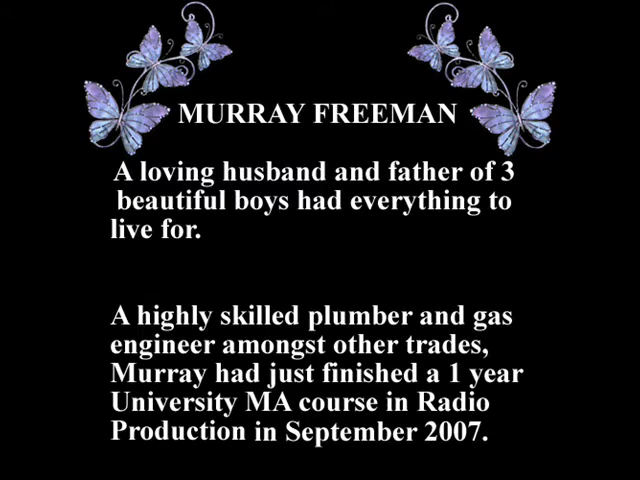 MURRAY FREEMAN
A loving husband and father of 3
beautiful boys had everything to
live for.
A highly skilled plumber and gas
engineer amongst other trades,
Murray had just finished a 1 year
University MA course in Radio
Production in September 2007.